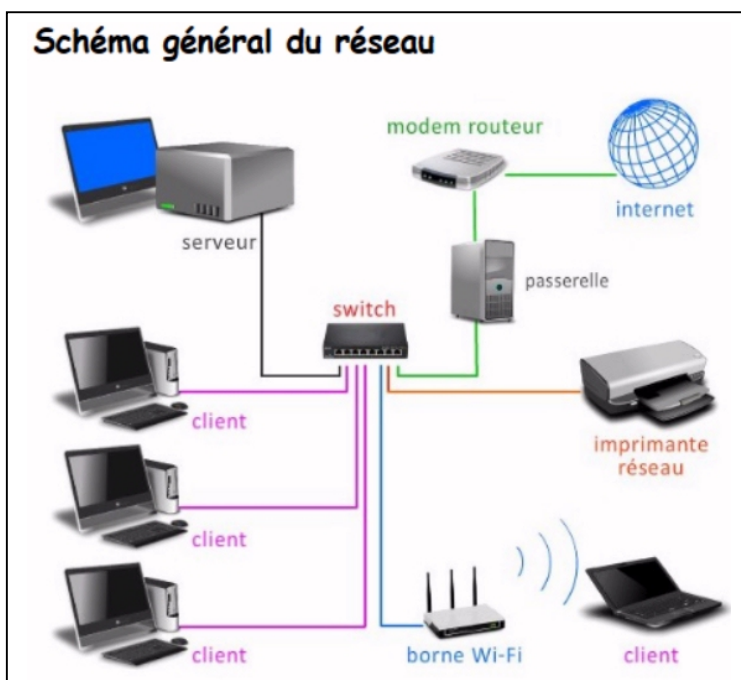 Schéma général du réseau
modem routeur
internet
serveur
passerelle
switch
client
imprimante
réseau
client
client
borne Wi-Fi
client